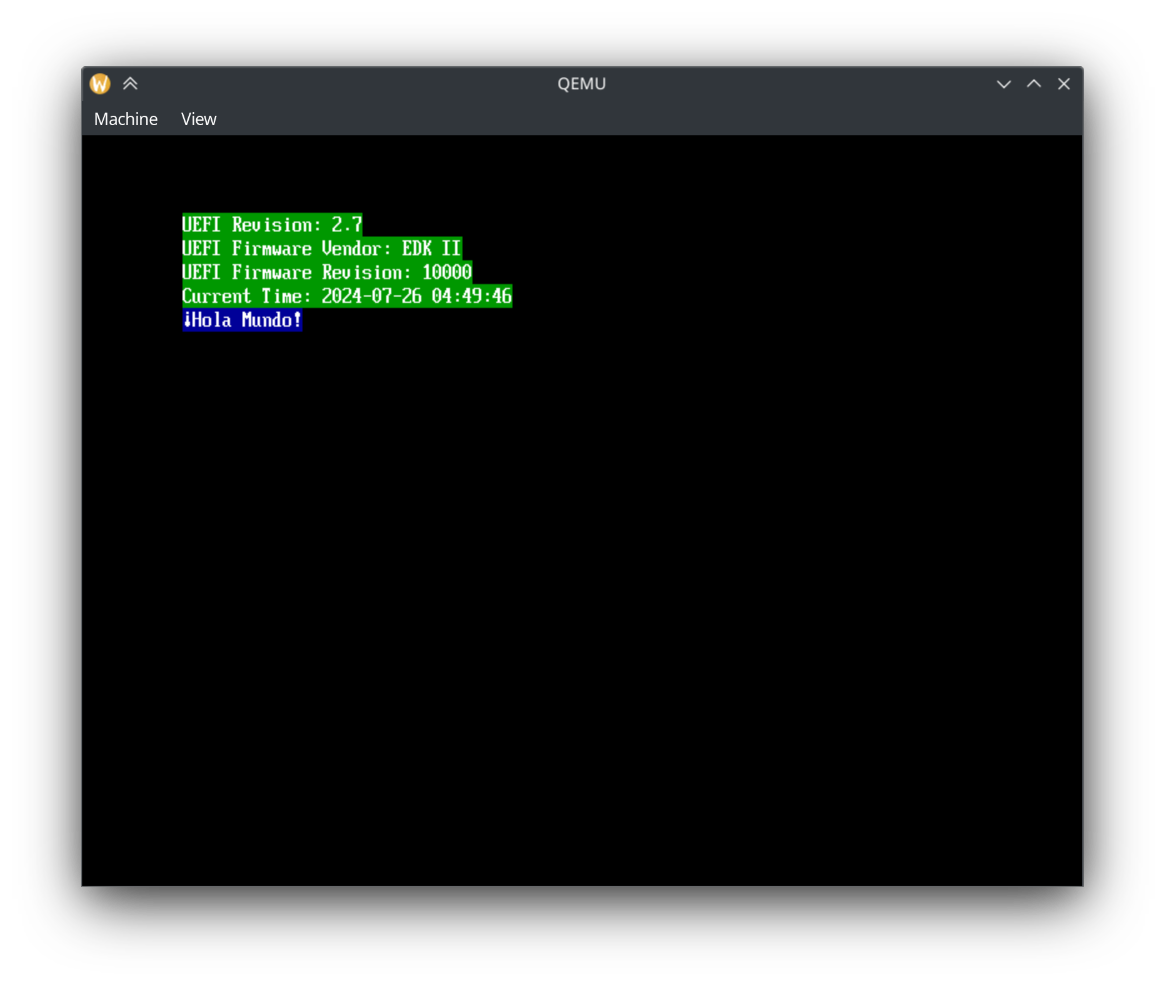 QEMU
Machine View
UEFI Revision: 2.7
UEFI Firmware Vendor: EDK II
UEFI Firmware Revision: 10000
Current Time: 2024-07-26 04:49:46
¡Hola Mundo!